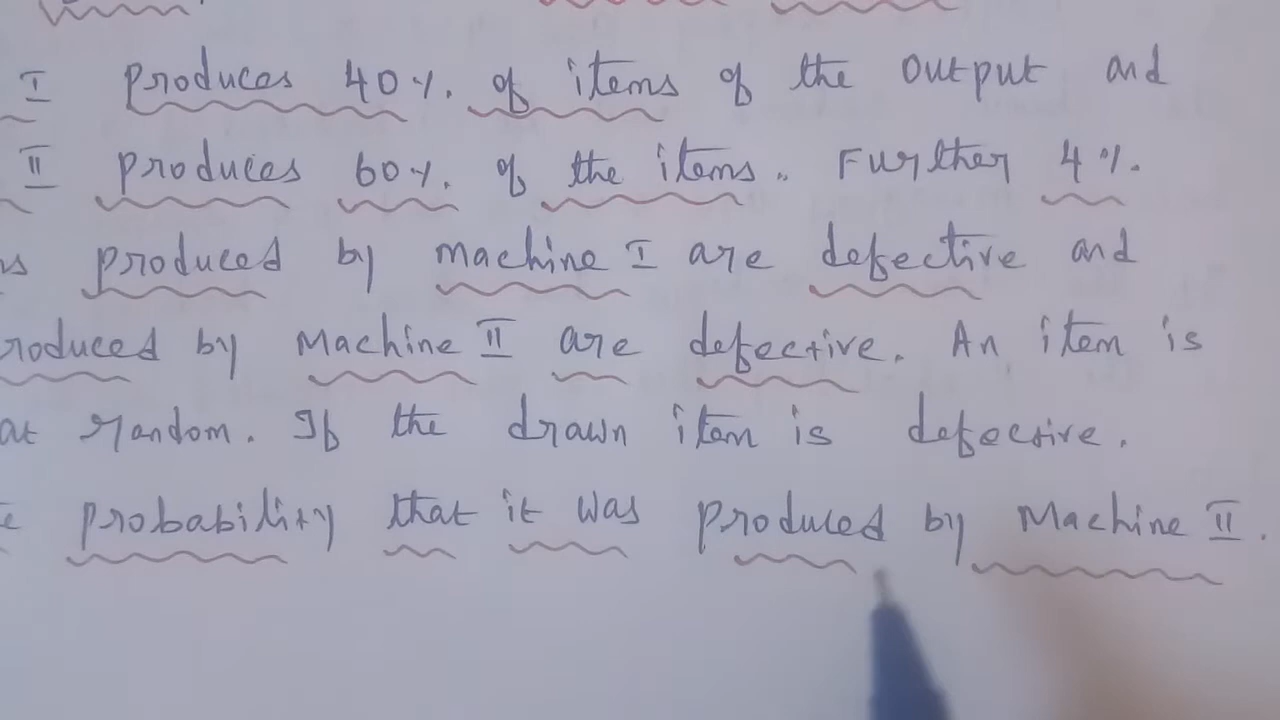 I produces 40%. of items of the output and
II produces 60%. of the items.. Further 4%.
produced by machine I are defective and
roduced by Machine II are defective. An item is
at random. If the drawn item is defective.
probability that it was produced by Machine II.